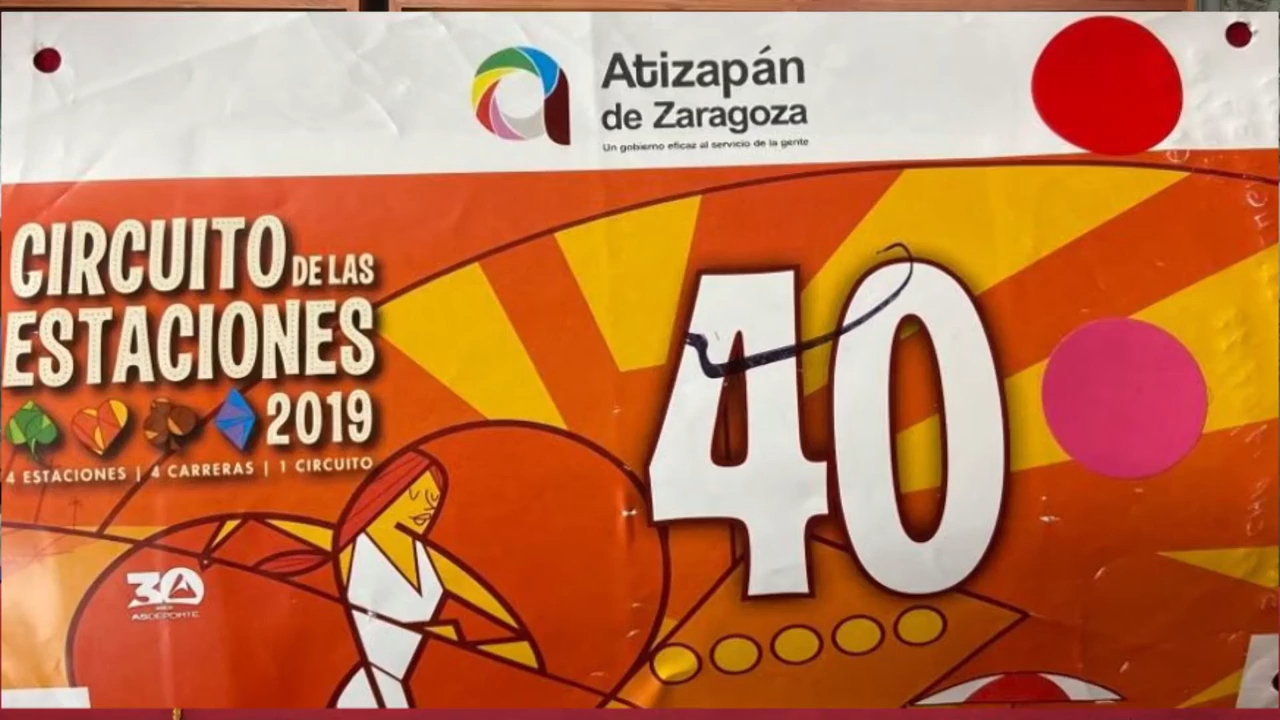 Atizapán
de Zaragoza
Un gobierno eficaz al servicio de la gente
CIRCUITO DE LAS
ESTACIONES
2019
4 ESTACIONES | 4 CARRERAS | 1 CIRCUITO
40
30
ASDEPORTE